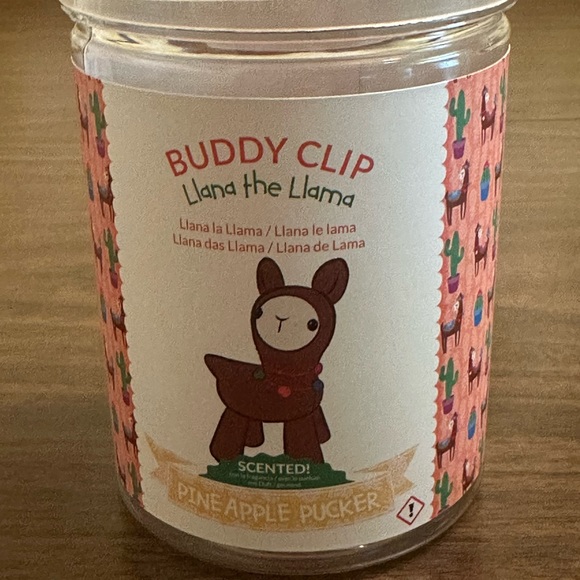 BUDDY CLIP
Llana the Llama
Llana la Llama / Llana le lama
Llana das Llama / Llana de Lama
SCENTED!
PINEAPPLE PUCKER
!